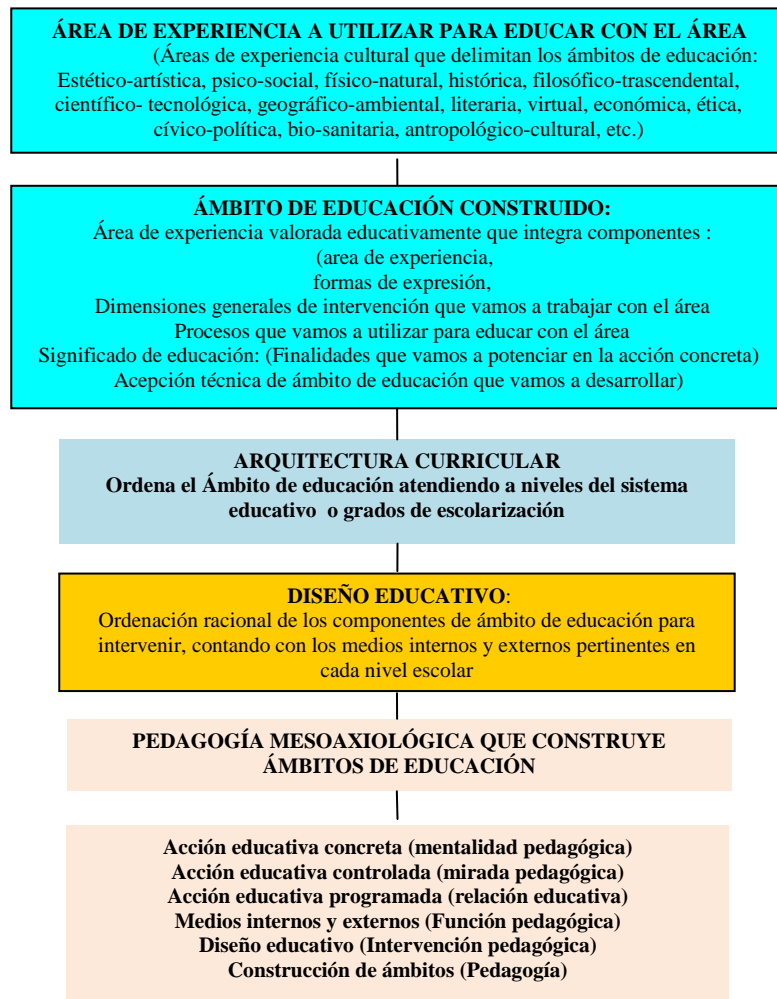 ÁREA DE EXPERIENCIA A UTILIZAR PARA EDUCAR CON EL ÁREA
(Áreas de experiencia cultural que delimitan los ámbitos de educación:
Estético-artística, psico-social, físico-natural, histórica, filosófico-trascendental,
científico- tecnológica, geográfico-ambiental, literaria, virtual, económica, ética,
cívico-política, bio-sanitaria, antropológico-cultural, etc.)
ÁMBITO DE EDUCACIÓN CONSTRUIDO:
Área de experiencia valorada educativamente que integra componentes :
(area de experiencia,
formas de expresión,
Dimensiones generales de intervención que vamos a trabajar con el área
Procesos que vamos a utilizar para educar con el área
Significado de educación: (Finalidades que vamos a potenciar en la acción concreta)
Acepción técnica de ámbito de educación que vamos a desarrollar)
ARQUITECTURA CURRICULAR
Ordena el Ámbito de educación atendiendo a niveles del sistema
educativo o grados de escolarización
DISEÑO EDUCATIVO:
Ordenación racional de los componentes de ámbito de educación para
intervenir, contando con los medios internos y externos pertinentes en
cada nivel escolar
PEDAGOGÍA MESOAXIOLÓGICA QUE CONSTRUYE
ÁMBITOS DE EDUCACIÓN
Acción educativa concreta (mentalidad pedagógica)
Acción educativa controlada (mirada pedagógica)
Acción educativa programada (relación educativa)
Medios internos y externos (Función pedagógica)
Diseño educativo (Intervención pedagógica)
Construcción de ámbitos (Pedagogía)